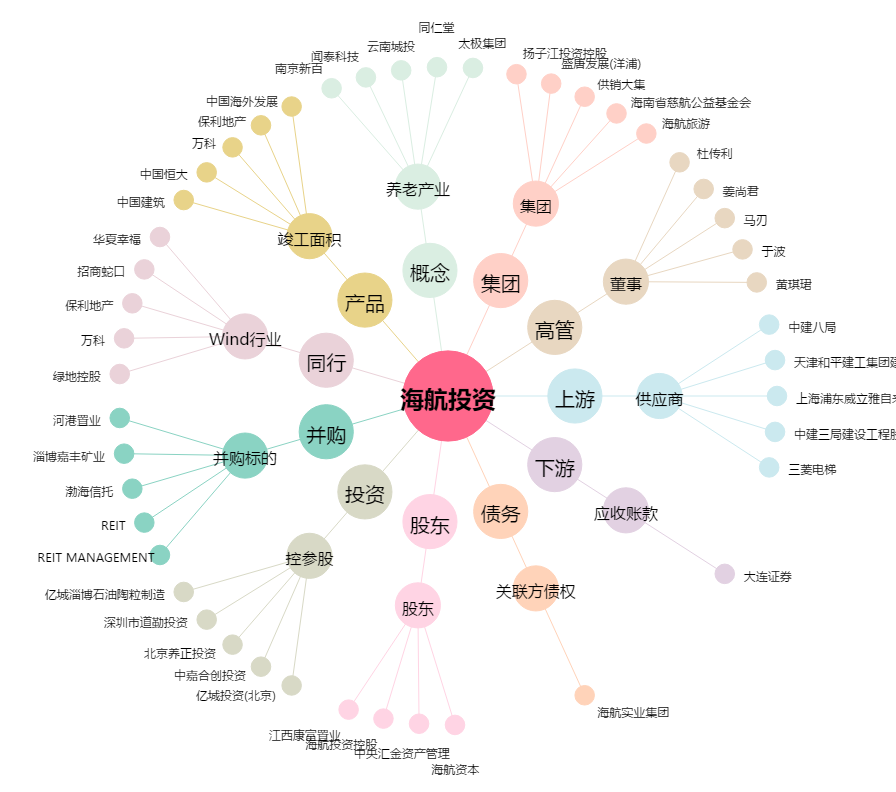 海航投资
概念
养老产业
南京新百
闻泰科技
云南城投
同仁堂
太极集团
集团
集团
扬子江投资控股
盛唐发展(洋浦)
供销大集
海南省慈航公益基金会
海航旅游
高管
董事
杜传利
姜尚君
马刃
于波
黄琪珺
上游
供应商
中建八局
天津和平建工集团建
上海浦东威立雅自来
中建三局建设工程股
三菱电梯
下游
应收账款
大连证券
债务
关联方债权
海航实业集团
股东
股东
江西康富置业
海航投资控股
中央汇金资产管理
海航资本
投资
控参股
亿城淄博石油陶粒制造
深圳市道勤投资
北京养正投资
中嘉合创投资
亿城投资(北京)
并购
并购标的
河港置业
淄博嘉丰矿业
渤海信托
REIT
REIT MANAGEMENT
同行
Wind行业
华夏幸福
招商蛇口
保利地产
万科
绿地控股
产品
竣工面积
中国海外发展
保利地产
万科
中国恒大
中国建筑